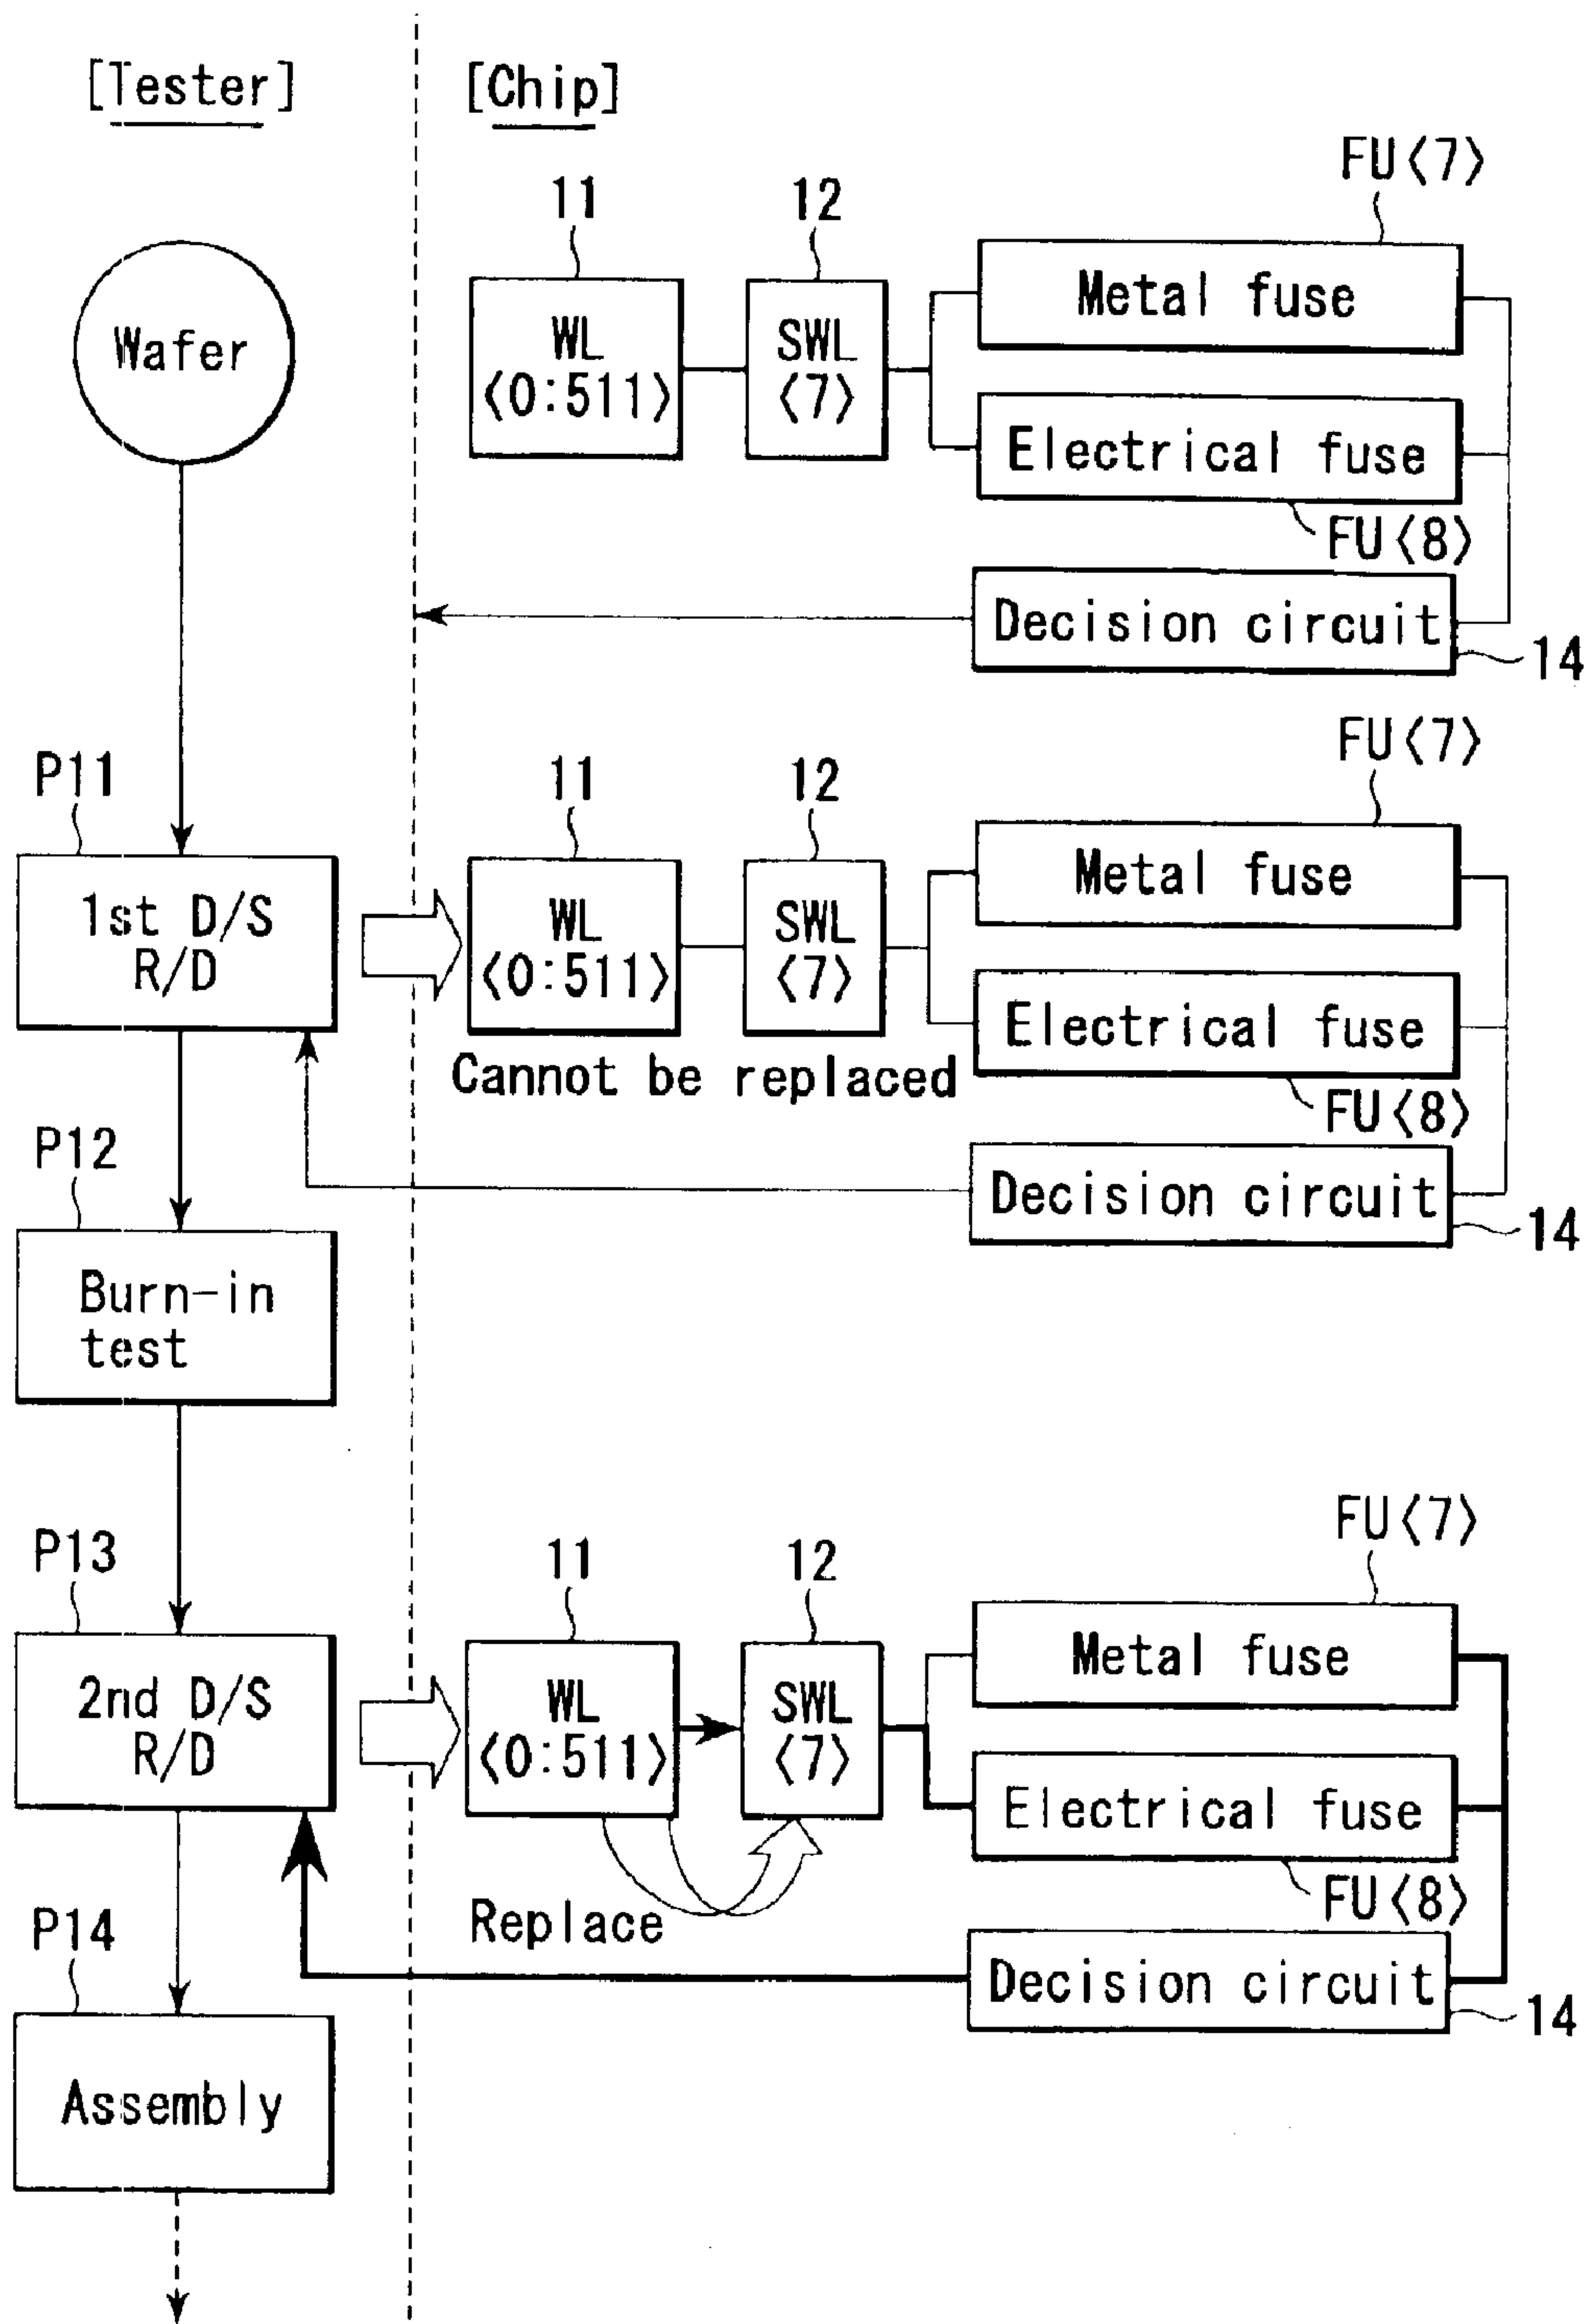 [Tester]
[Chip]
FU〈7〉
11
12
Metal fuse
Wafer
WL
〈0:511〉
SWL
〈7〉
Electrical fuse
FU〈8〉
Decision circuit
14
FU〈7〉
P11
11
12
Metal fuse
1st D/S
R/D
WL
〈0:511〉
SWL
〈7〉
Electrical fuse
Cannot be replaced
FU〈8〉
P12
Decision circuit
14
Burn-in
test
FU〈7〉
P13
11
12
Metal fuse
2nd D/S
R/D
WL
〈0:511〉
SWL
〈7〉
Electrical fuse
FU〈8〉
Replace
P14
Decision circuit
14
Assembly